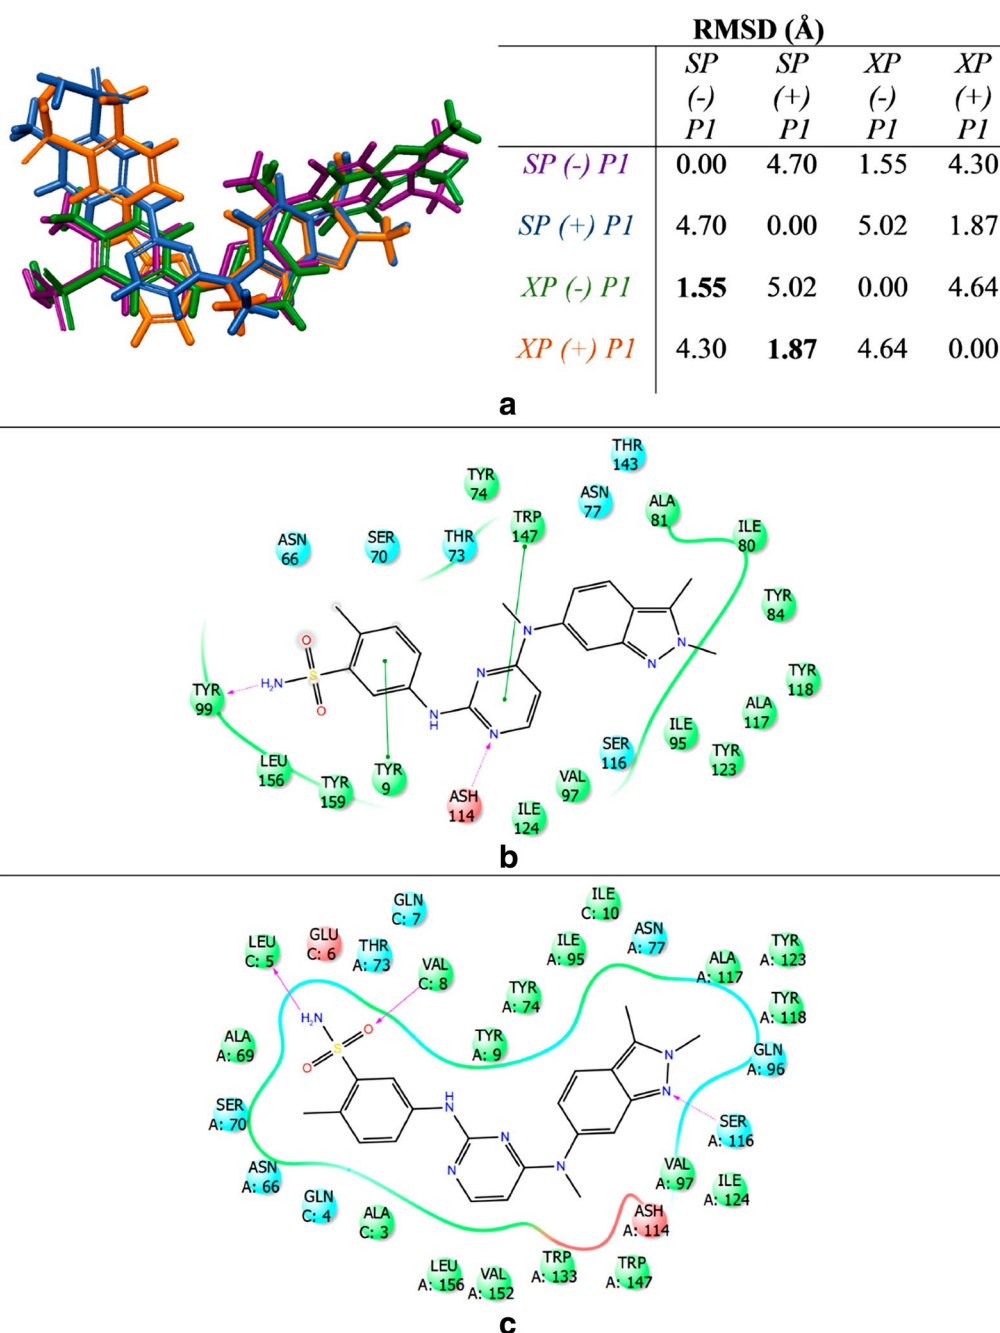 RMSD (Å)
SP (-) P1 SP (+) P1 XP (-) P1 XP (+) P1
SP (-) P1 0.00 4.70 1.55 4.30
SP (+) P1 4.70 0.00 5.02 1.87
XP (-) P1 1.55 5.02 0.00 4.64
XP (+) P1 4.30 1.87 4.64 0.00
a
THR 143
TYR 74
ASN 77
ALA 81
TRP 147
ILE 80
ASN 66
SER 70
THR 73
TYR 84
N
O
N
N
N
TYR 118
TYR 99
H₂N
S
O
N
H
N
ALA 117
ILE 95
SER 116
TYR 123
LEU 156
TYR 159
TYR 9
VAL 97
ASH 114
ILE 124
b
GLN C: 7
ILE C: 10
LEU C: 5
GLU C: 6
THR A: 73
ILE A: 95
ASN A: 77
TYR A: 123
VAL C: 8
ALA A: 117
TYR A: 74
TYR A: 118
H₂N
O
ALA A: 69
S
O
TYR A: 9
N
GLN A: 96
N
SER A: 70
H
N
SER A: 116
N
N
N
ASN A: 66
VAL A: 97
ILE A: 124
GLN C: 4
ALA C: 3
ASH A: 114
LEU A: 156
VAL A: 152
TRP A: 133
TRP A: 147
c